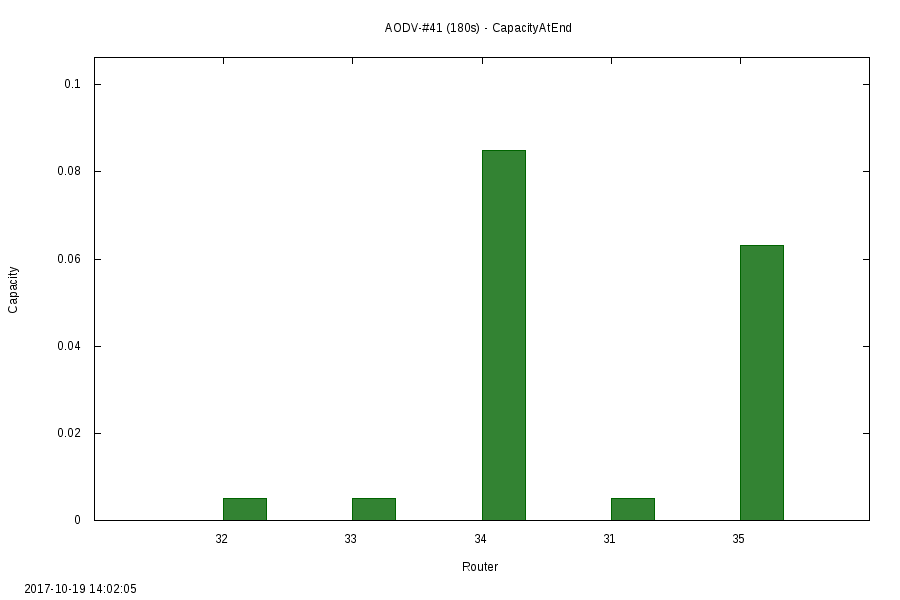 AODV-#41 (180s) - CapacityAtEnd
0.1
0.08
0.06
0.04
0.02
0
Capacity
32 33 34 31 35
Router
2017-10-19 14:02:05